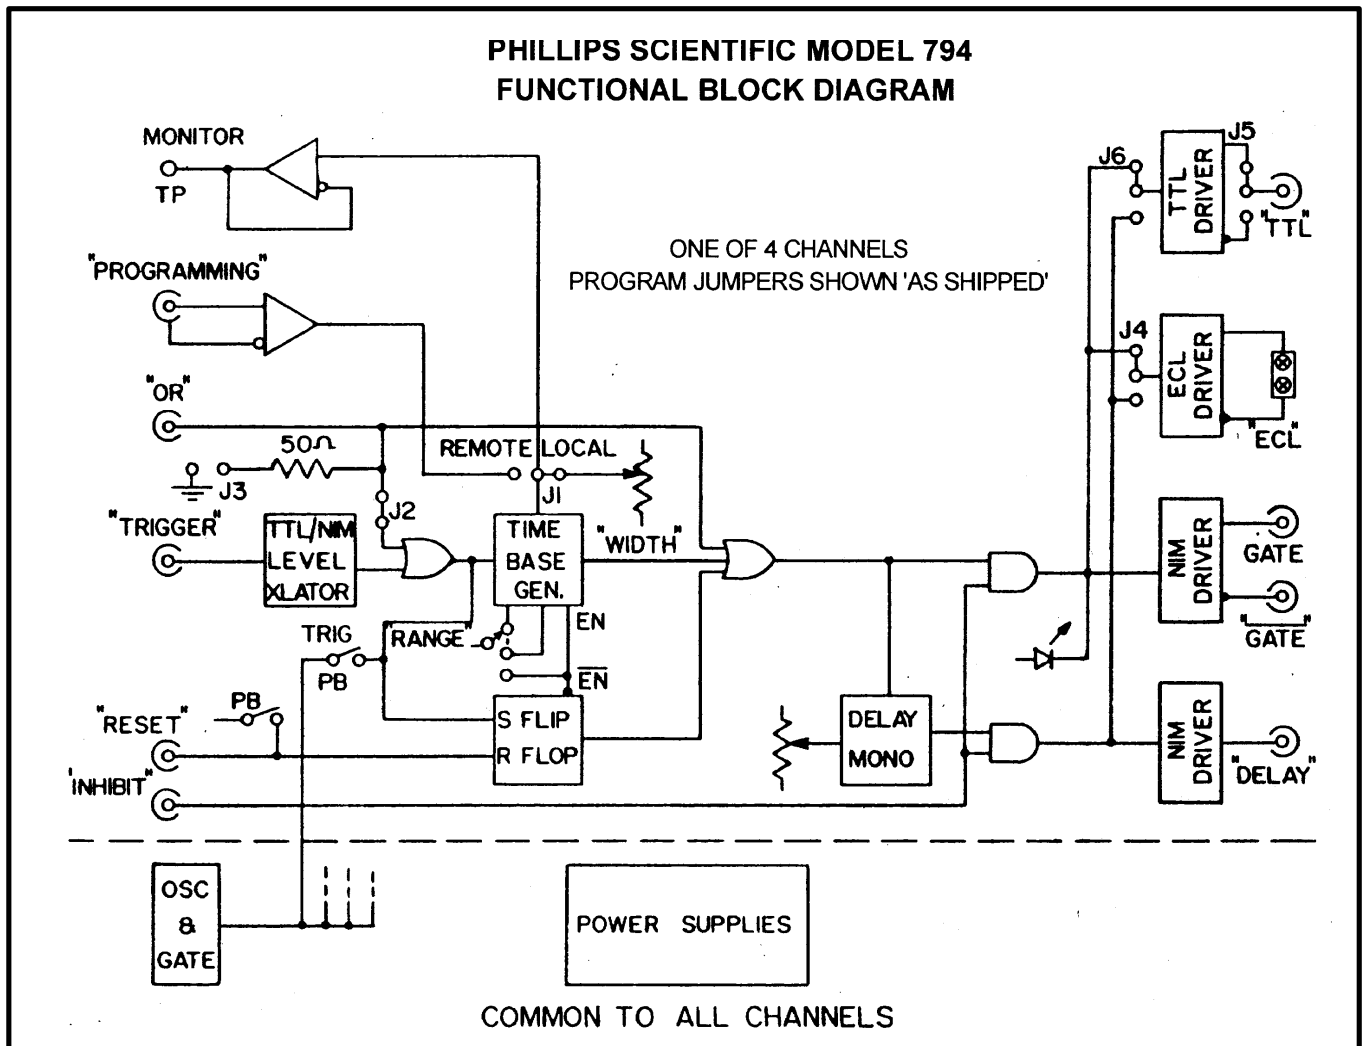 PHILLIPS SCIENTIFIC MODEL 794
FUNCTIONAL BLOCK DIAGRAM
MONITOR
TP
"PROGRAMMING"
ONE OF 4 CHANNELS
PROGRAM JUMPERS SHOWN 'AS SHIPPED'
J6
TTL
DRIVER
J5
"TTL"
J4
ECL
DRIVER
"ECL"
"OR"
50Ω
J3
J2
REMOTE LOCAL
J1
"WIDTH"
"TRIGGER"
TTL/NIM
LEVEL
XLATOR
TIME
BASE
GEN.
NIM
DRIVER
GATE
"G̅A̅T̅E̅"
"RANGE"
EN
E̅N̅
TRIG
PB
PB
"RESET"
'INHIBIT"
S FLIP
R FLOP
DELAY
MONO
NIM
DRIVER
"DELAY"
OSC
&
GATE
POWER SUPPLIES
COMMON TO ALL CHANNELS